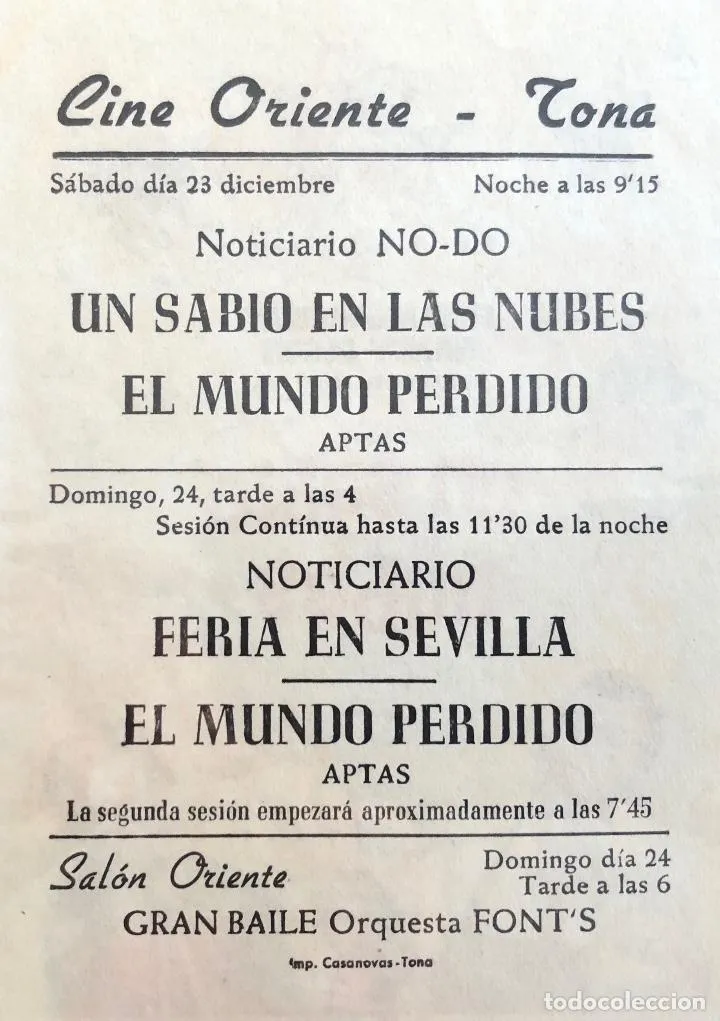 Cine Oriente - Tona
Sábado día 23 diciembre Noche a las 9'15
Noticiario NO-DO
UN SABIO EN LAS NUBES
EL MUNDO PERDIDO
APTAS
Domingo, 24, tarde a las 4
Sesión Contínua hasta las 11'30 de la noche
NOTICIARIO
FERIA EN SEVILLA
EL MUNDO PERDIDO
APTAS
La segunda sesión empezará aproximadamente a las 7'45
Salón Oriente
Domingo día 24
Tarde a las 6
GRAN BAILE Orquesta FONT'S
Imp. Casanovas-Tona
todocoleccion